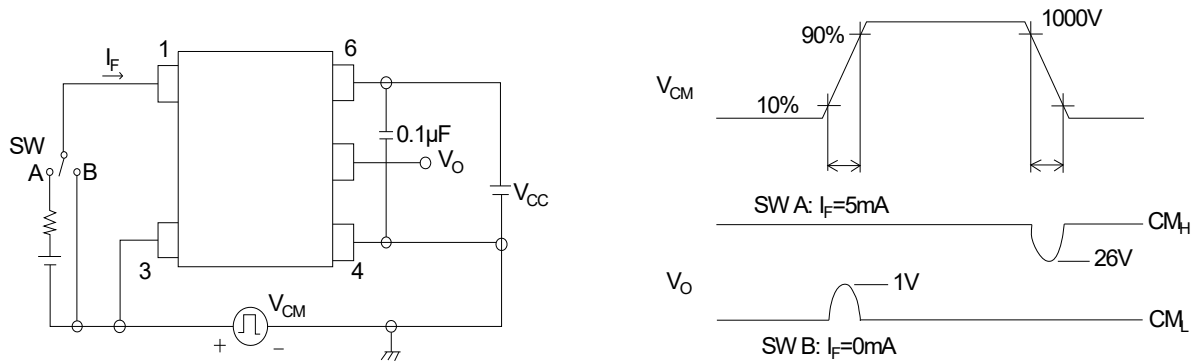 1
6
I_F
SW
A
B
0.1µF
V_O
V_CC
3
4
V_CM
+
−
90%
1000V
V_CM
10%
SW A: I_F=5mA
CM_H
26V
V_O
1V
CM_L
SW B: I_F=0mA